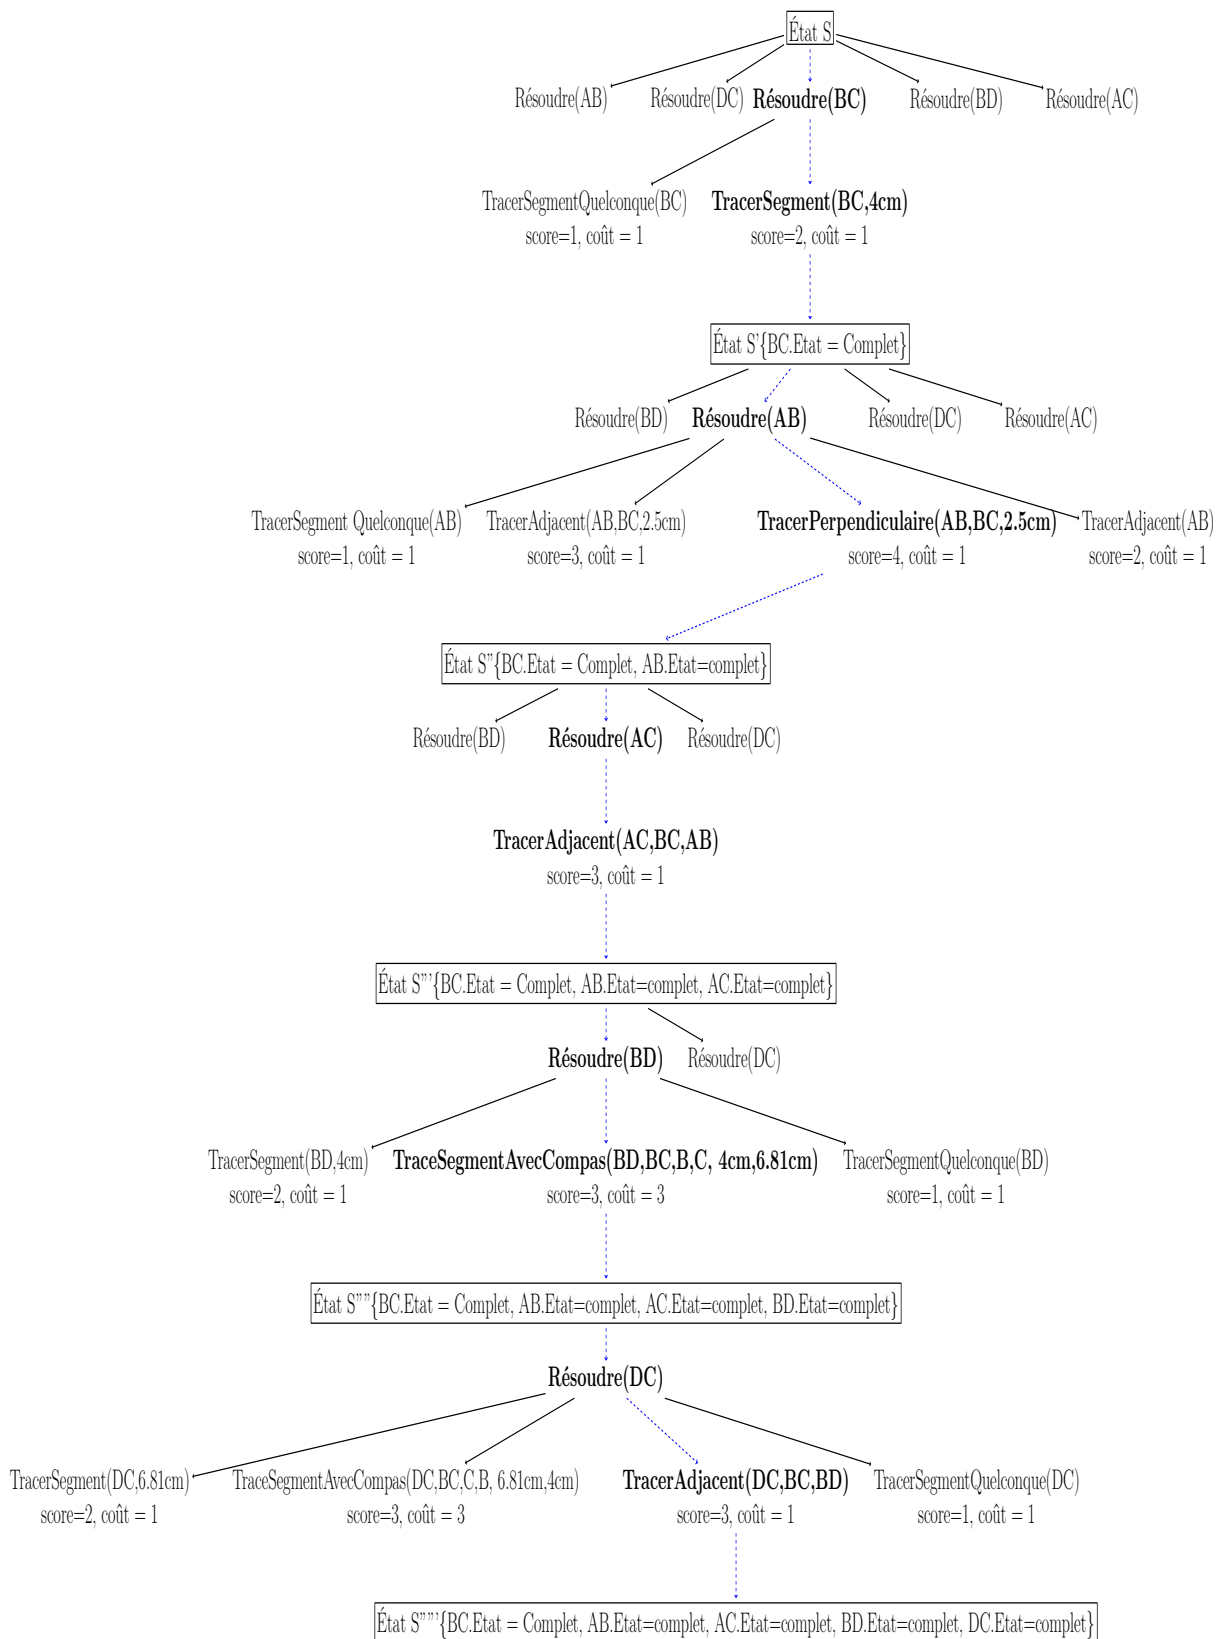 État S
Résoudre(AB) Résoudre(DC) Résoudre(BC) Résoudre(BD) Résoudre(AC)
TracerSegmentQuelconque(BC) TracerSegment(BC,4cm)
score=1, coût = 1 score=2, coût = 1
État S'{BC.Etat = Complet}
Résoudre(BD) Résoudre(AB) Résoudre(DC) Résoudre(AC)
TracerSegment Quelconque(AB) TracerAdjacent(AB,BC,2.5cm) TracerPerpendiculaire(AB,BC,2.5cm) TracerAdjacent(AB)
score=1, coût = 1 score=3, coût = 1 score=4, coût = 1 score=2, coût = 1
État S''{BC.Etat = Complet, AB.Etat=complet}
Résoudre(BD) Résoudre(AC) Résoudre(DC)
TracerAdjacent(AC,BC,AB)
score=3, coût = 1
État S'''{BC.Etat = Complet, AB.Etat=complet, AC.Etat=complet}
Résoudre(BD) Résoudre(DC)
TracerSegment(BD,4cm) TraceSegmentAvecCompas(BD,BC,B,C, 4cm,6.81cm) TracerSegmentQuelconque(BD)
score=2, coût = 1 score=3, coût = 3 score=1, coût = 1
État S''''{BC.Etat = Complet, AB.Etat=complet, AC.Etat=complet, BD.Etat=complet}
Résoudre(DC)
TracerSegment(DC,6.81cm) TraceSegmentAvecCompas(DC,BC,C,B, 6.81cm,4cm) TracerAdjacent(DC,BC,BD) TracerSegmentQuelconque(DC)
score=2, coût = 1 score=3, coût = 3 score=3, coût = 1 score=1, coût = 1
État S'''''{BC.Etat = Complet, AB.Etat=complet, AC.Etat=complet, BD.Etat=complet, DC.Etat=complet}